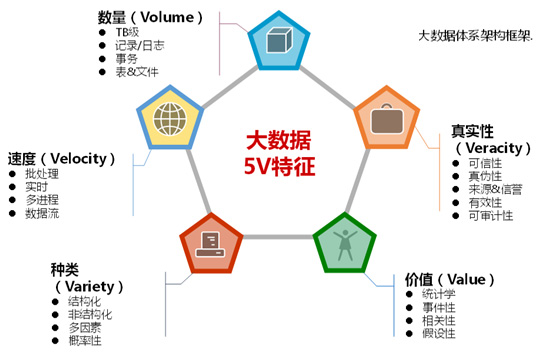 数量（Volume）
● TB级
● 记录/日志
● 事务
● 表&文件
大数据体系架构框架.
大数据
5V特征
真实性
（Veracity）
● 可信性
● 真伪性
● 来源&信誉
● 有效性
● 可审计性
速度（Velocity）
● 批处理
● 实时
● 多进程
● 数据流
种类
（Variety）
● 结构化
● 非结构化
● 多因素
● 概率性
价值（Value）
● 统计学
● 事件性
● 相关性
● 假设性